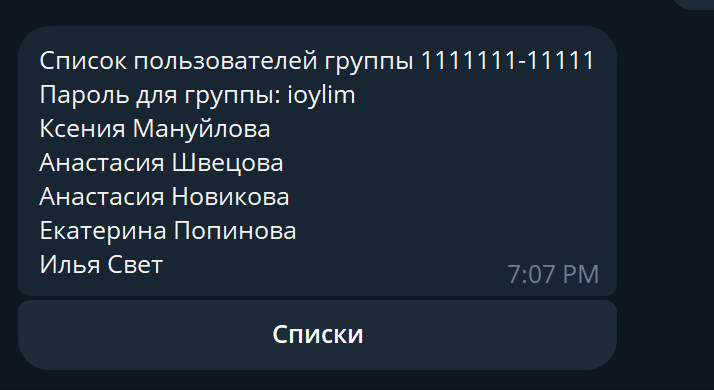 Список пользователей группы 1111111-11111
Пароль для группы: ioylim
Ксения Мануйлова
Анастасия Швецова
Анастасия Новикова
Екатерина Попинова
Илья Свет
7:07 PM
Списки